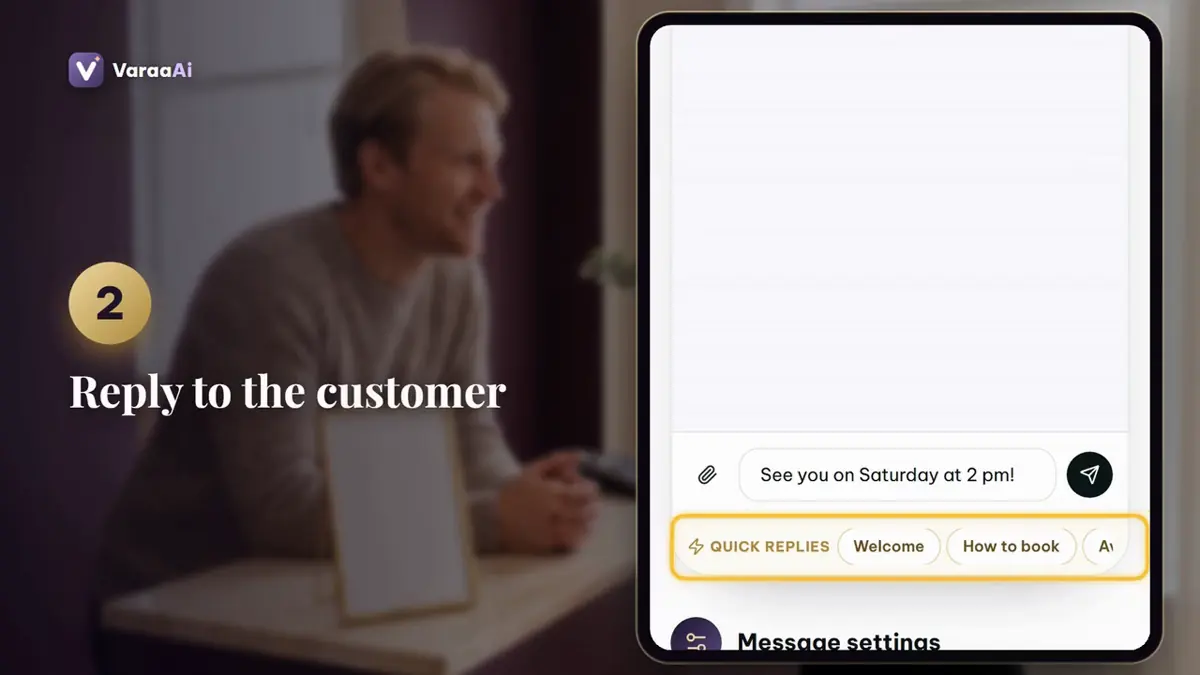 VaraaAi
2
Reply to the customer
See you on Saturday at 2 pm!
QUICK REPLIES
Welcome
How to book
Message settings